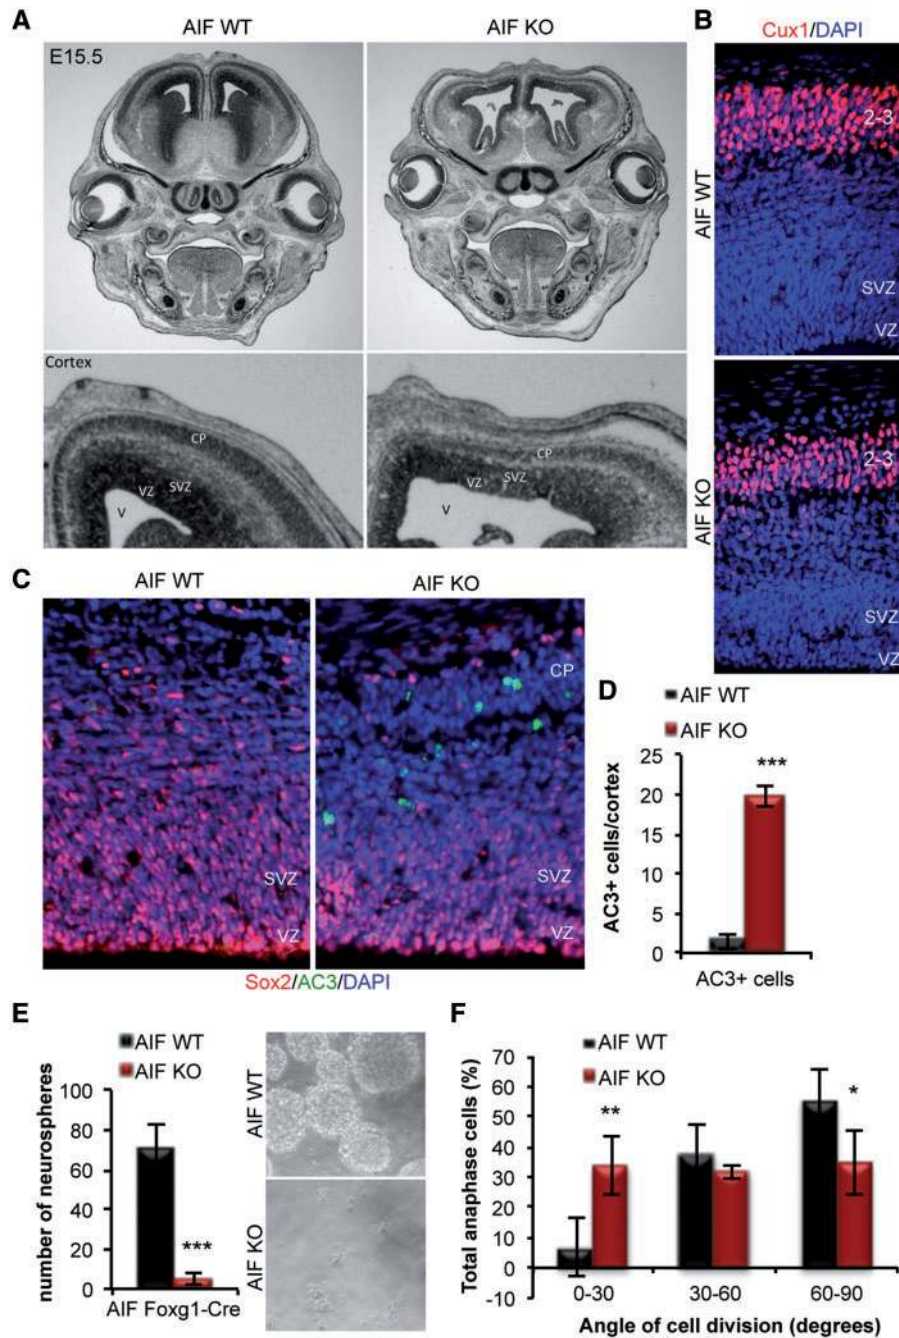 A
AIF WT
AIF KO
E15.5
Cortex
CP
SVZ
VZ
V
CP
SVZ
VZ
V
B
Cux1/DAPI
AIF WT
2-3
SVZ
VZ
AIF KO
2-3
SVZ
VZ
C
AIF WT
AIF KO
SVZ
VZ
CP
SVZ
VZ
Sox2/AC3/DAPI
D
AIF WT
AIF KO
AC3+ cells/cortex
25
20
15
10
5
0
***
AC3+ cells
E
AIF WT
AIF KO
number of neurospheres
100
80
60
40
20
0
***
AIF Foxg1-Cre
AIF WT
AIF KO
F
AIF WT
AIF KO
Total anaphase cells (%)
70
60
50
40
30
20
10
0
-10
**
*
0-30
30-60
60-90
Angle of cell division (degrees)